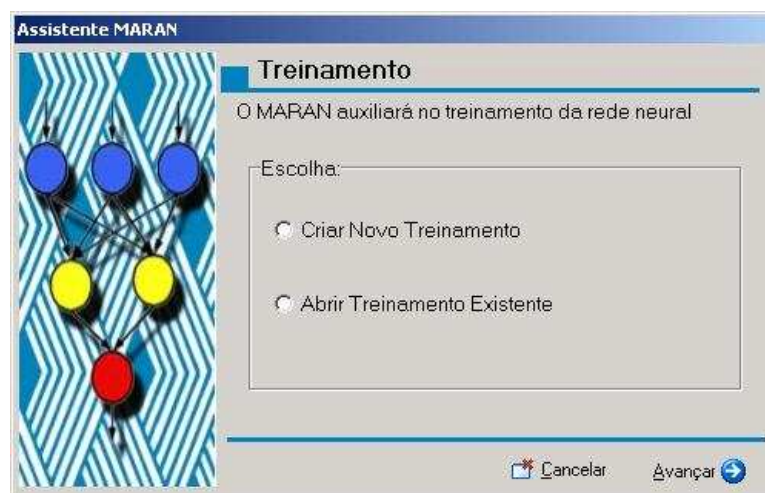 Assistente MARAN
Treinamento
O MARAN auxiliará no treinamento da rede neural
Escolha:
Criar Novo Treinamento
Abrir Treinamento Existente
Cancelar
Avançar